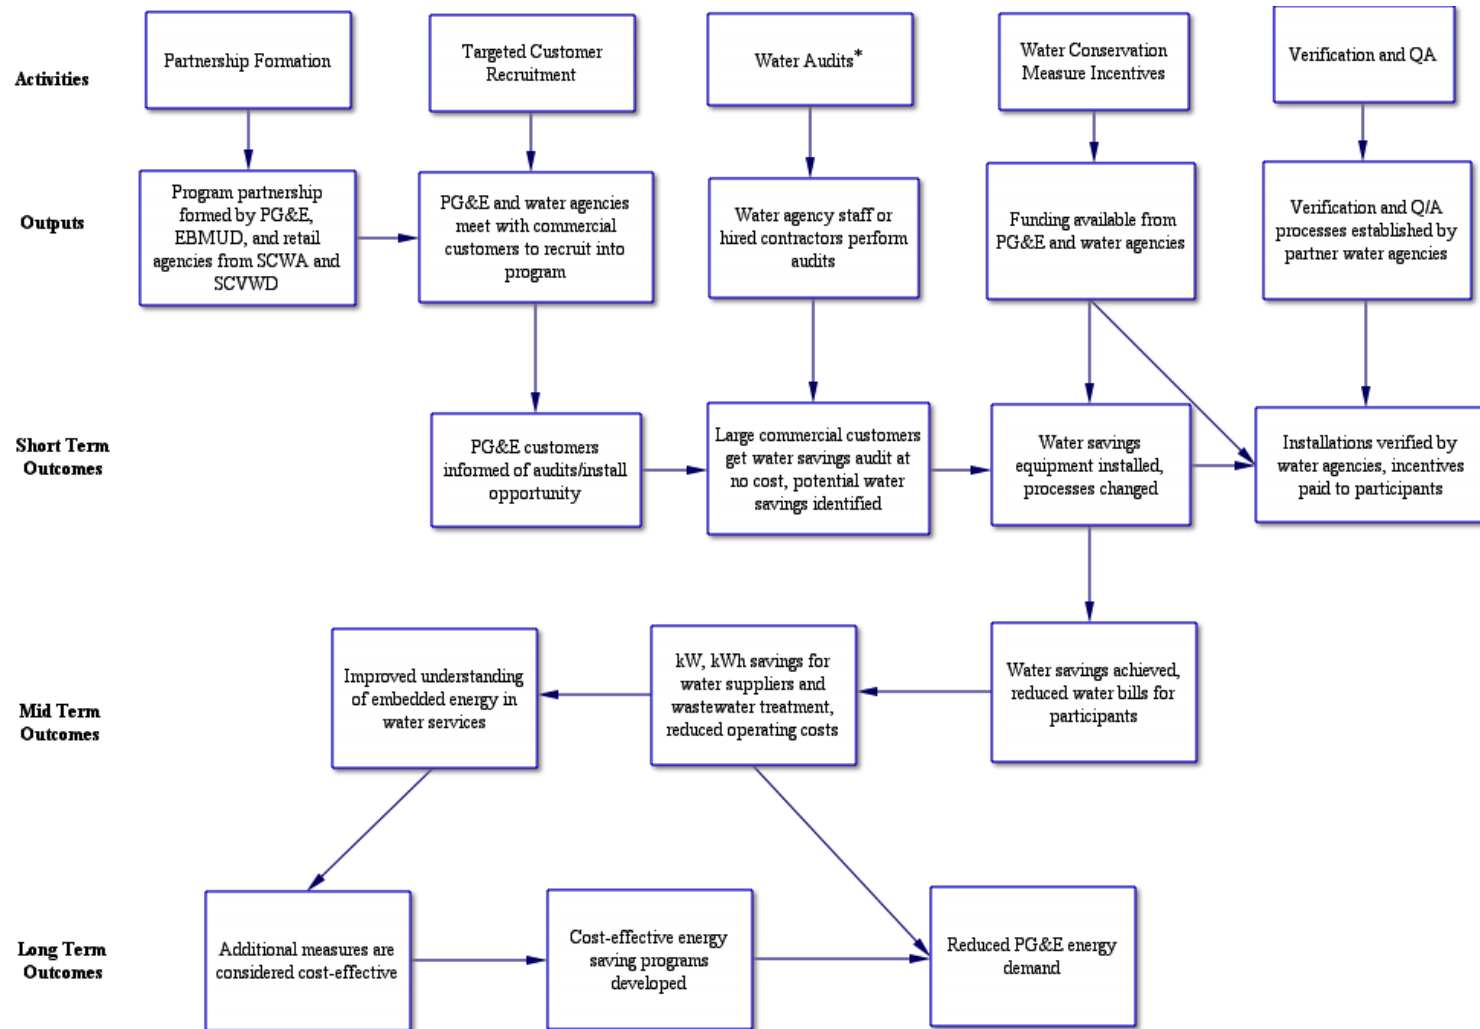 Activities
Partnership Formation
Targeted Customer
Recruitment
Water Audits*
Water Conservation
Measure Incentives
Verification and QA
Outputs
Program partnership
formed by PG&E,
EBMUD, and retail
agencies from SCWA and
SCVWD
PG&E and water agencies
meet with commercial
customers to recruit into
program
Water agency staff or
hired contractors perform
audits
Funding available from
PG&E and water agencies
Verification and Q/A
processes established by
partner water agencies
Short Term
Outcomes
PG&E customers
informed of audits/install
opportunity
Large commercial customers
get water savings audit at
no cost, potential water
savings identified
Water savings
equipment installed,
processes changed
Installations verified by
water agencies, incentives
paid to participants
Mid Term
Outcomes
Improved understanding
of embedded energy in
water services
kW, kWh savings for
water suppliers and
wastewater treatment,
reduced operating costs
Water savings achieved,
reduced water bills for
participants
Long Term
Outcomes
Additional measures are
considered cost-effective
Cost-effective energy
saving programs
developed
Reduced PG&E energy
demand